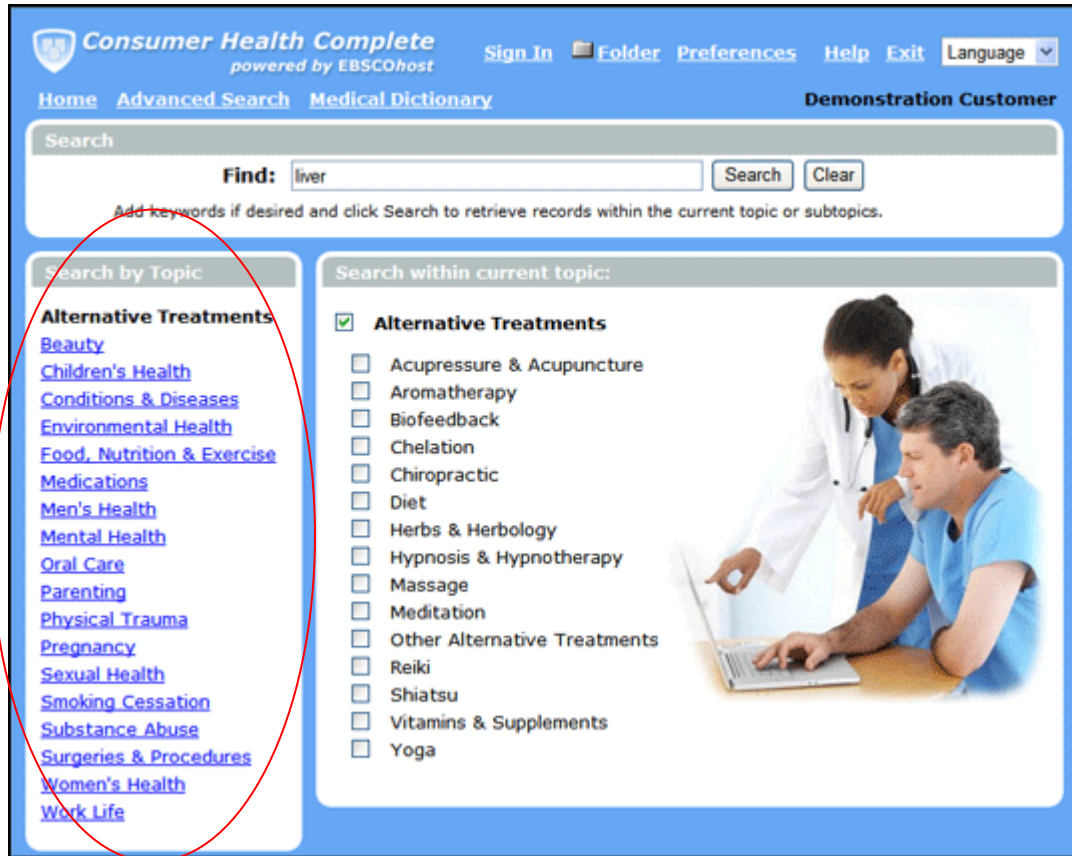 Consumer Health Complete
powered by EBSCOhost
Sign In Folder Preferences Help Exit Language
Home Advanced Search Medical Dictionary Demonstration Customer
Search
Find: liver Search Clear
Add keywords if desired and click Search to retrieve records within the current topic or subtopics.
Search by Topic
Alternative Treatments
Beauty
Children's Health
Conditions & Diseases
Environmental Health
Food, Nutrition & Exercise
Medications
Men's Health
Mental Health
Oral Care
Parenting
Physical Trauma
Pregnancy
Sexual Health
Smoking Cessation
Substance Abuse
Surgeries & Procedures
Women's Health
Work Life
Search within current topic:
Alternative Treatments
Acupressure & Acupuncture
Aromatherapy
Biofeedback
Chelation
Chiropractic
Diet
Herbs & Herbology
Hypnosis & Hypnotherapy
Massage
Meditation
Other Alternative Treatments
Reiki
Shiatsu
Vitamins & Supplements
Yoga